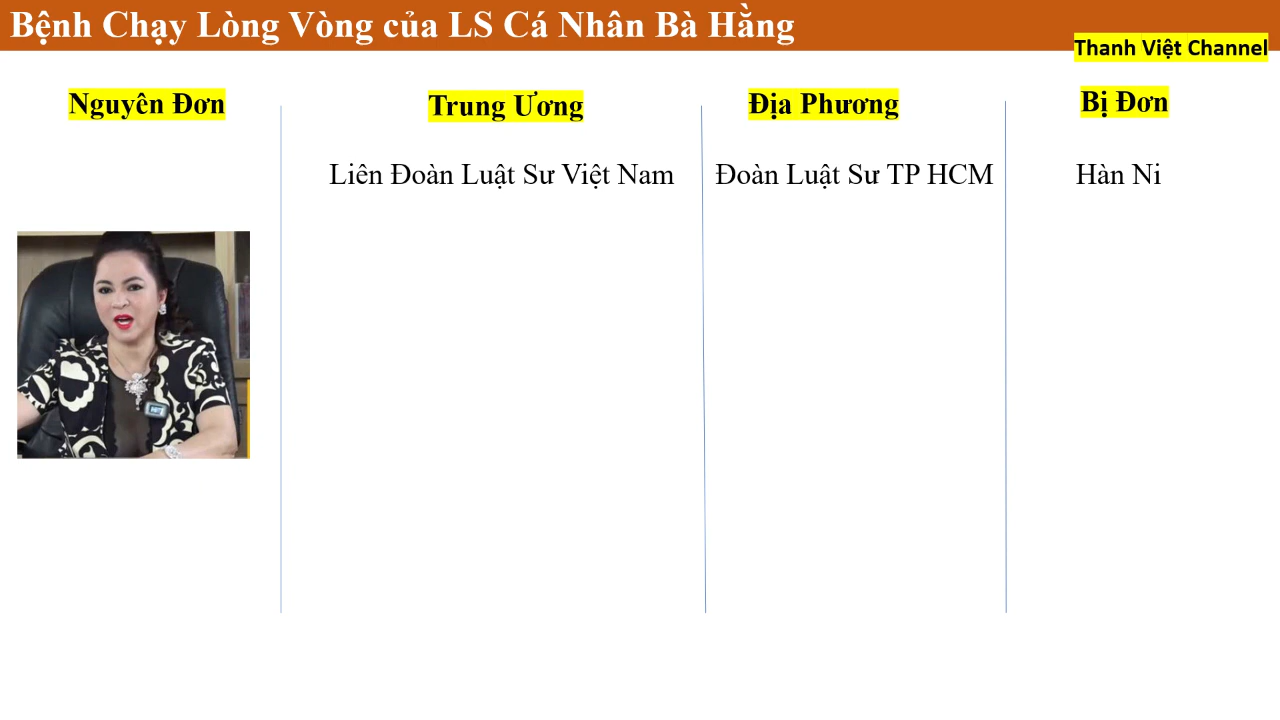 Bệnh Chạy Lòng Vòng của LS Cá Nhân Bà Hằng
Thanh Việt Channel
Nguyên Đơn
Trung Ương
Địa Phương
Bị Đơn
Liên Đoàn Luật Sư Việt Nam
Đoàn Luật Sư TP HCM
Hàn Ni